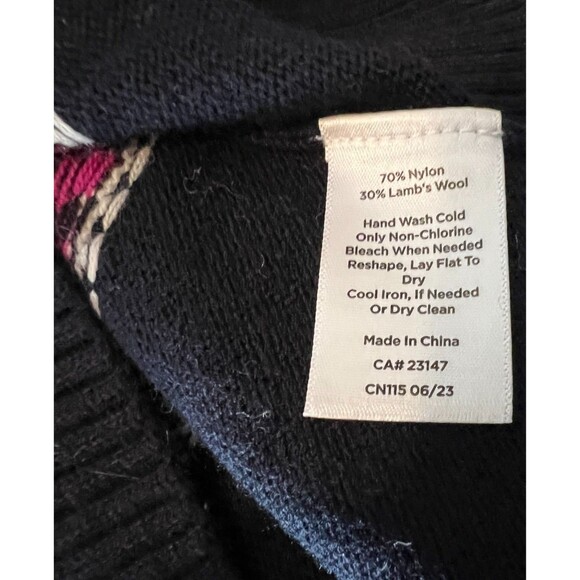 70% Nylon
30% Lamb's Wool
Hand Wash Cold
Only Non-Chlorine
Bleach When Needed
Reshape, Lay Flat To
Dry
Cool Iron, If Needed
Or Dry Clean
Made In China
CA# 23147
CN115 06/23